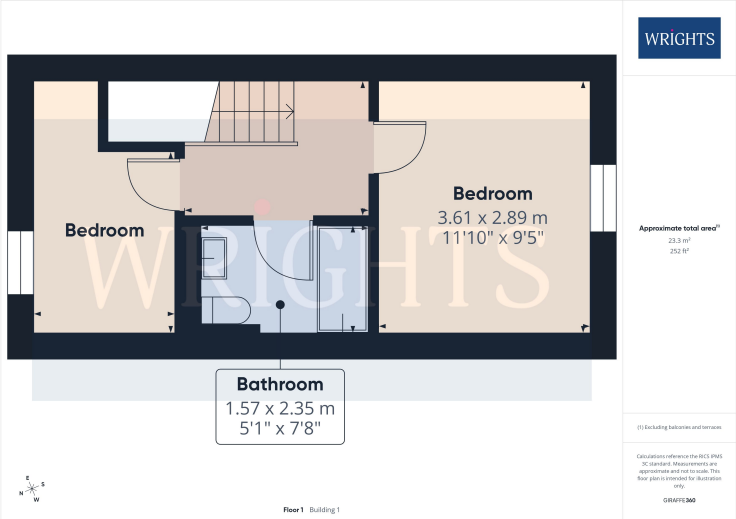 WRIGHTS
Bedroom
3.61 x 2.89 m
11'10" x 9'5"
Bedroom
WRIGHTS
Bathroom
1.57 x 2.35 m
5'1" x 7'8"
Approximate total area⁽¹⁾
23.3 m²
252 ft²
(1) Excluding balconies and terraces
Calculations reference the RICS IPMS
3C standard. Measurements are
approximate and not to scale. This
floor plan is intended for illustration
only.
GIRAFFE360
E
S
N
W
Floor 1 Building 1